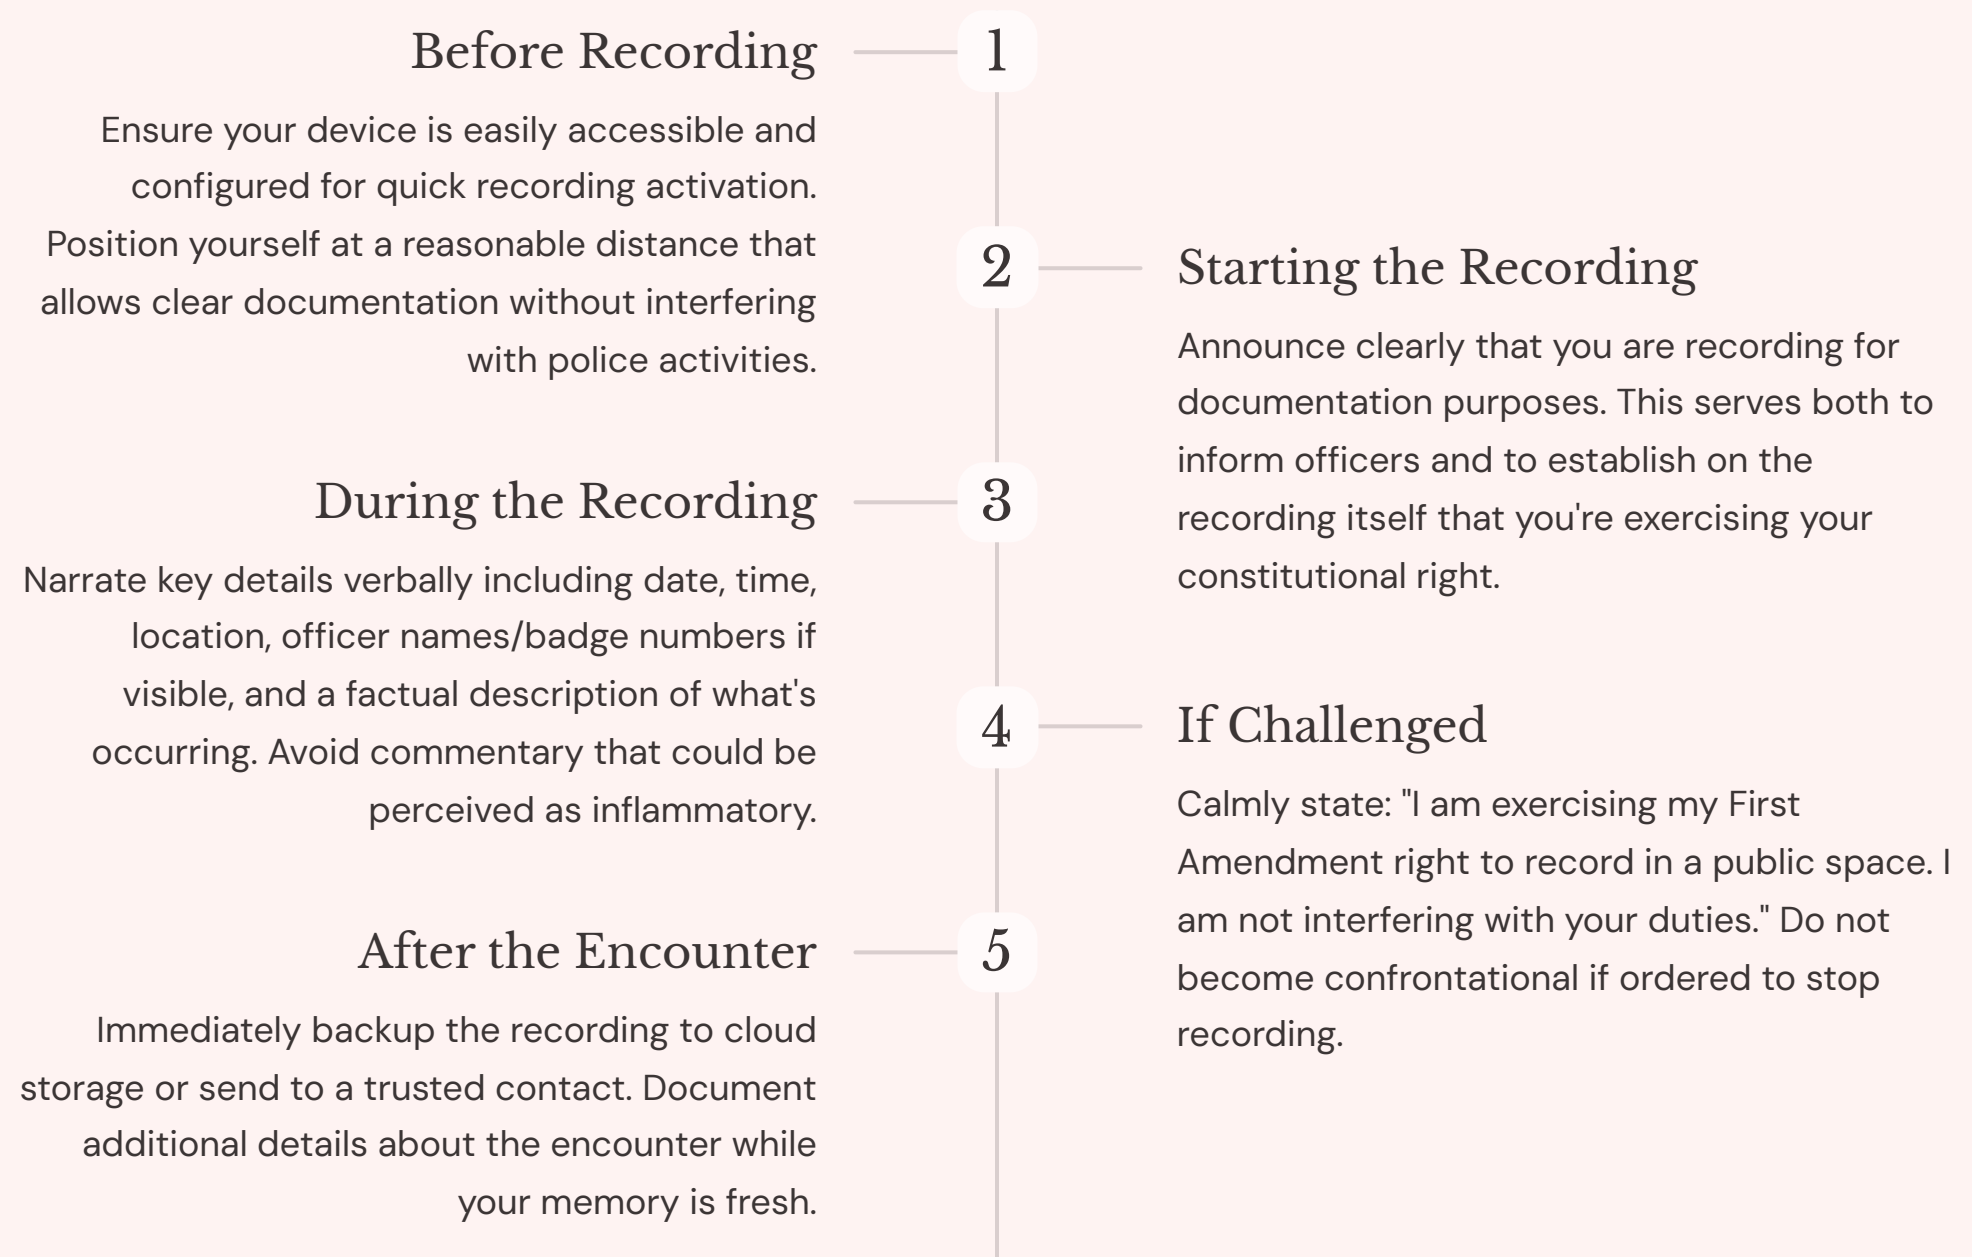 Before Recording
1
Ensure your device is easily accessible and
configured for quick recording activation.
Position yourself at a reasonable distance that
allows clear documentation without interfering
with police activities.
2
Starting the Recording
Announce clearly that you are recording for
documentation purposes. This serves both to
inform officers and to establish on the
recording itself that you're exercising your
constitutional right.
During the Recording
3
Narrate key details verbally including date, time,
location, officer names/badge numbers if
visible, and a factual description of what's
occurring. Avoid commentary that could be
perceived as inflammatory.
4
If Challenged
Calmly state: "I am exercising my First
Amendment right to record in a public space. I
am not interfering with your duties." Do not
become confrontational if ordered to stop
recording.
After the Encounter
5
Immediately backup the recording to cloud
storage or send to a trusted contact. Document
additional details about the encounter while
your memory is fresh.